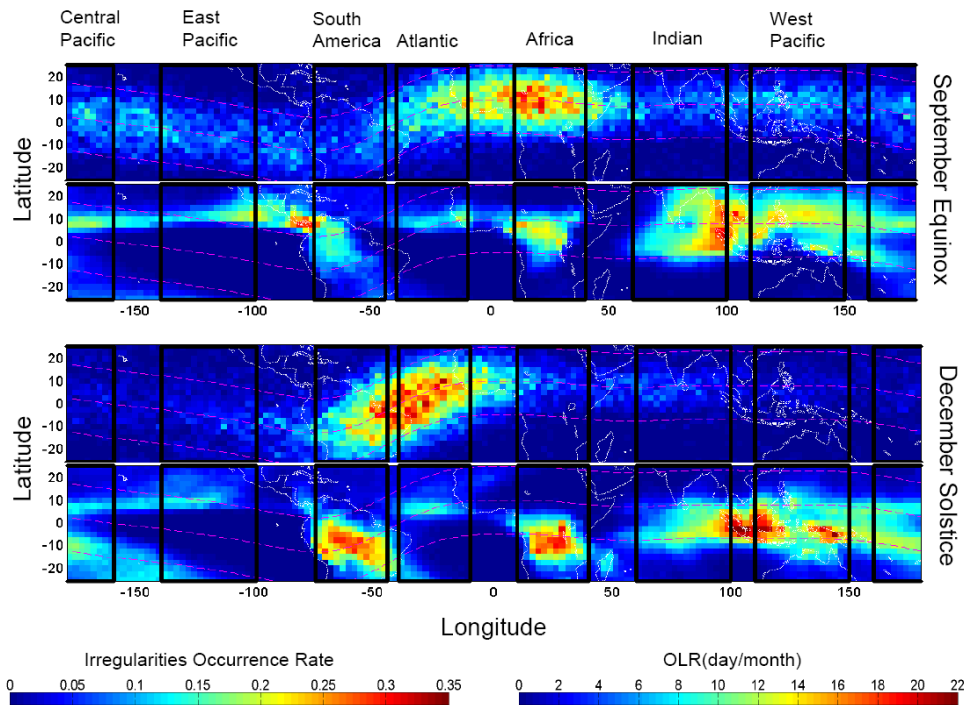 Central Pacific
East Pacific
South America
Atlantic
Africa
Indian
West Pacific
20
10
0
-10
-20
20
10
0
-10
-20
-150
-100
-50
0
50
100
150
Latitude
September Equinox
20
10
0
-10
-20
20
10
0
-10
-20
-150
-100
-50
0
50
100
150
Latitude
December Solstice
Longitude
Irregularities Occurrence Rate
0 0.05 0.1 0.15 0.2 0.25 0.3 0.35
OLR(day/month)
0 2 4 6 8 10 12 14 16 18 20 22